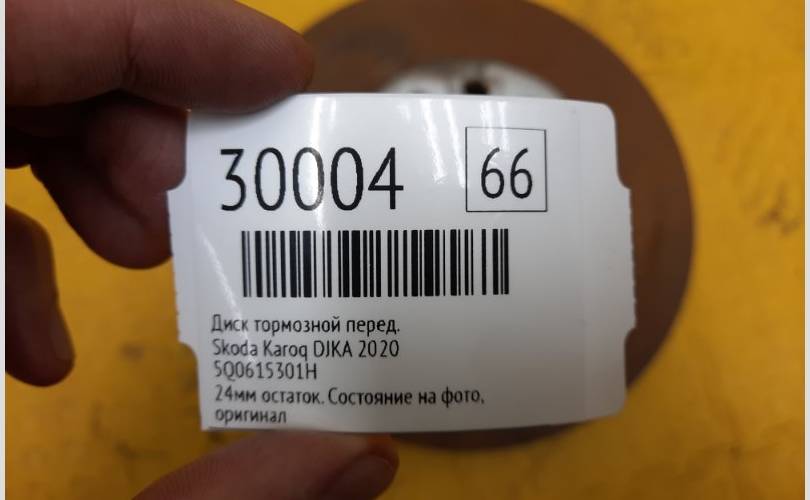 30004 66
Диск тормозной перед.
Skoda Karoq DJKA 2020
5Q0615301H
24мм остаток. Состояние на фото,
оригинал